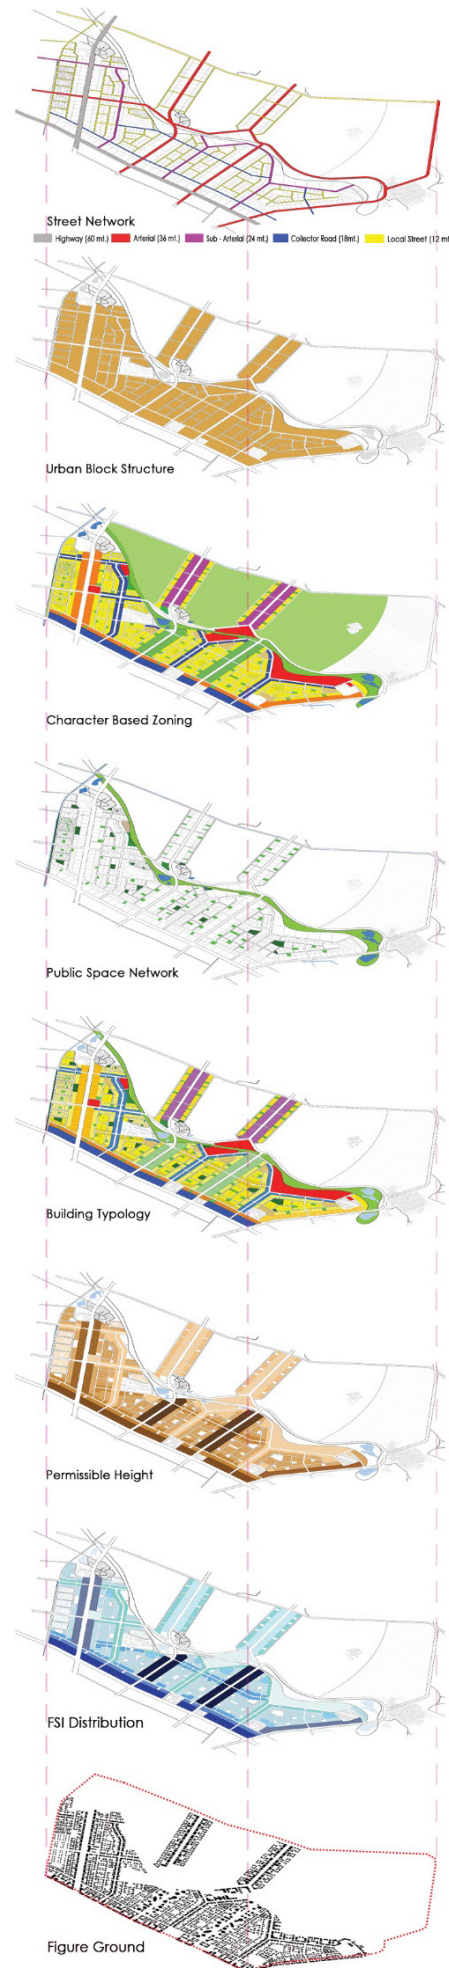 Street Network
Highway (60 mt.) Arterial (36 mt.) Sub - Arterial (24 mt.) Collector Road (18mt.) Local Street (12 mt
Urban Block Structure
Character Based Zoning
Public Space Network
Building Typology
Permissible Height
FSI Distribution
Figure Ground